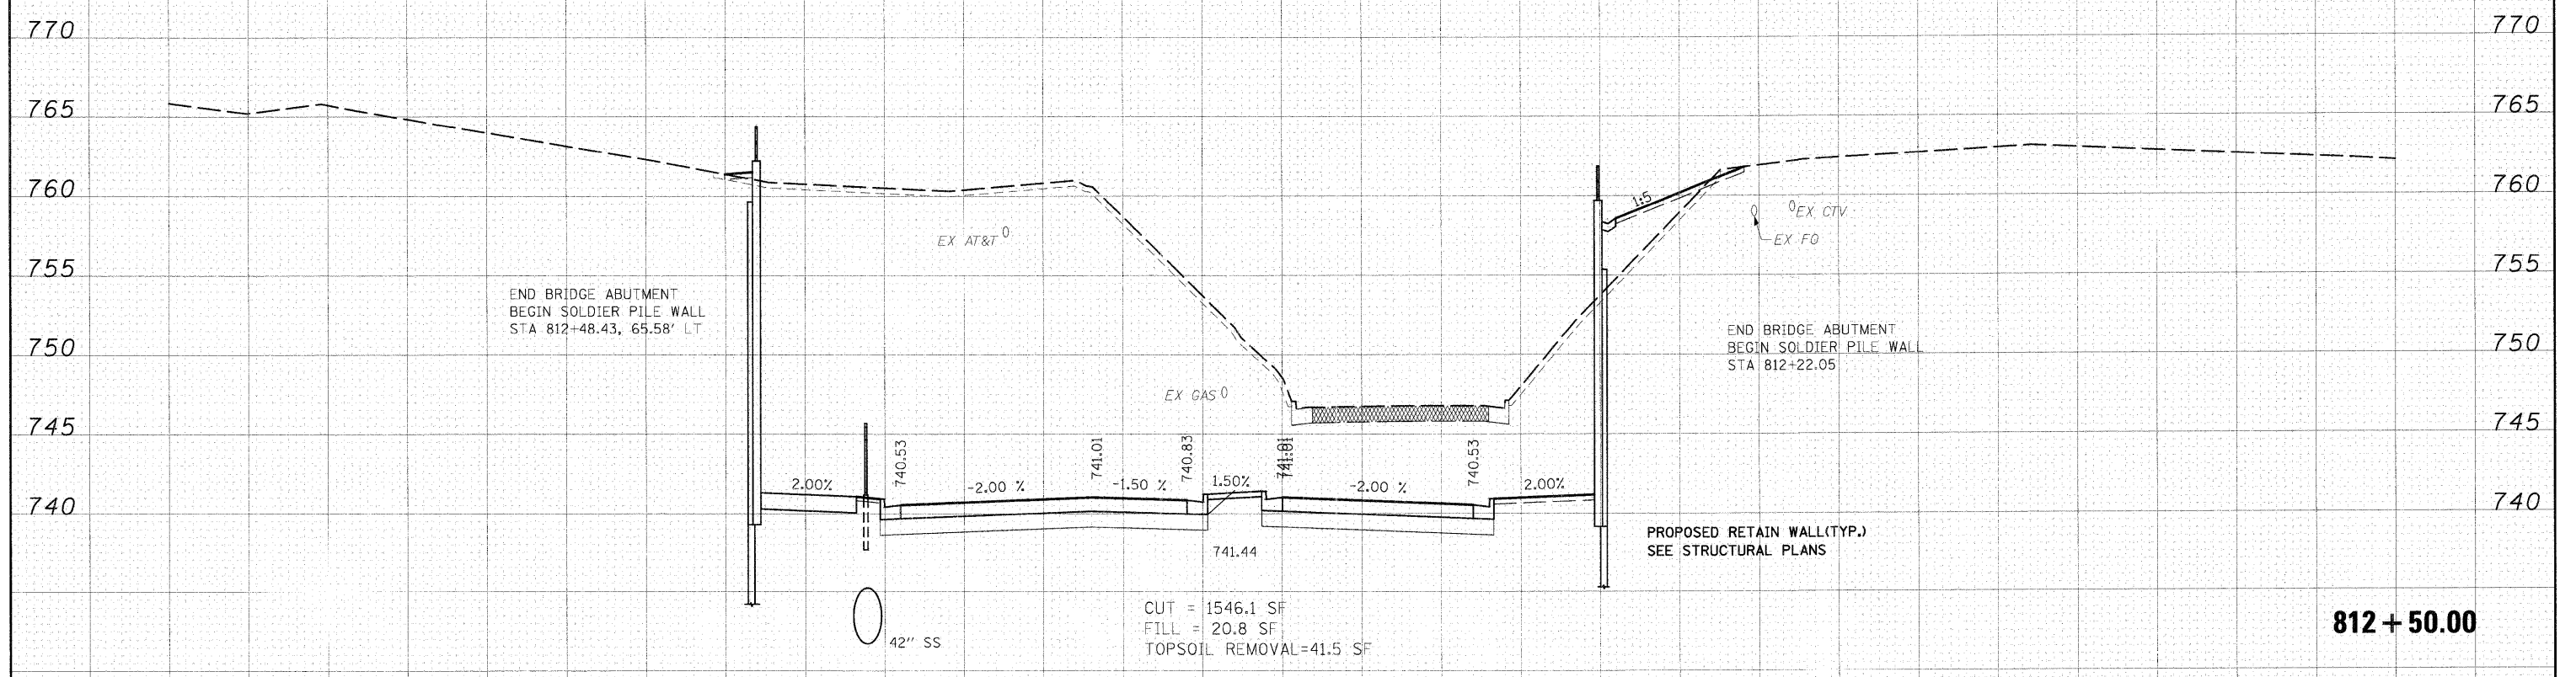 770
770
765
765
760
760
1:5
EX AT&T
EX CTV
EX FO
755
755
END BRIDGE ABUTMENT
BEGIN SOLDIER PILE WALL
STA 812+48.43, 65.58' LT
END BRIDGE ABUTMENT
BEGIN SOLDIER PILE WALL
STA 812+22.05
750
750
EX GAS
745
745
740.53
741.01
740.83
741.01
741.01
740.53
2.00%
-2.00 %
-1.50 %
1.50%
-2.00 %
2.00%
740
740
741.44
PROPOSED RETAIN WALL(TYP.)
SEE STRUCTURAL PLANS
42" SS
CUT = 1546.1 SF
FILL = 20.8 SF
TOPSOIL REMOVAL=41.5 SF
812+50.00